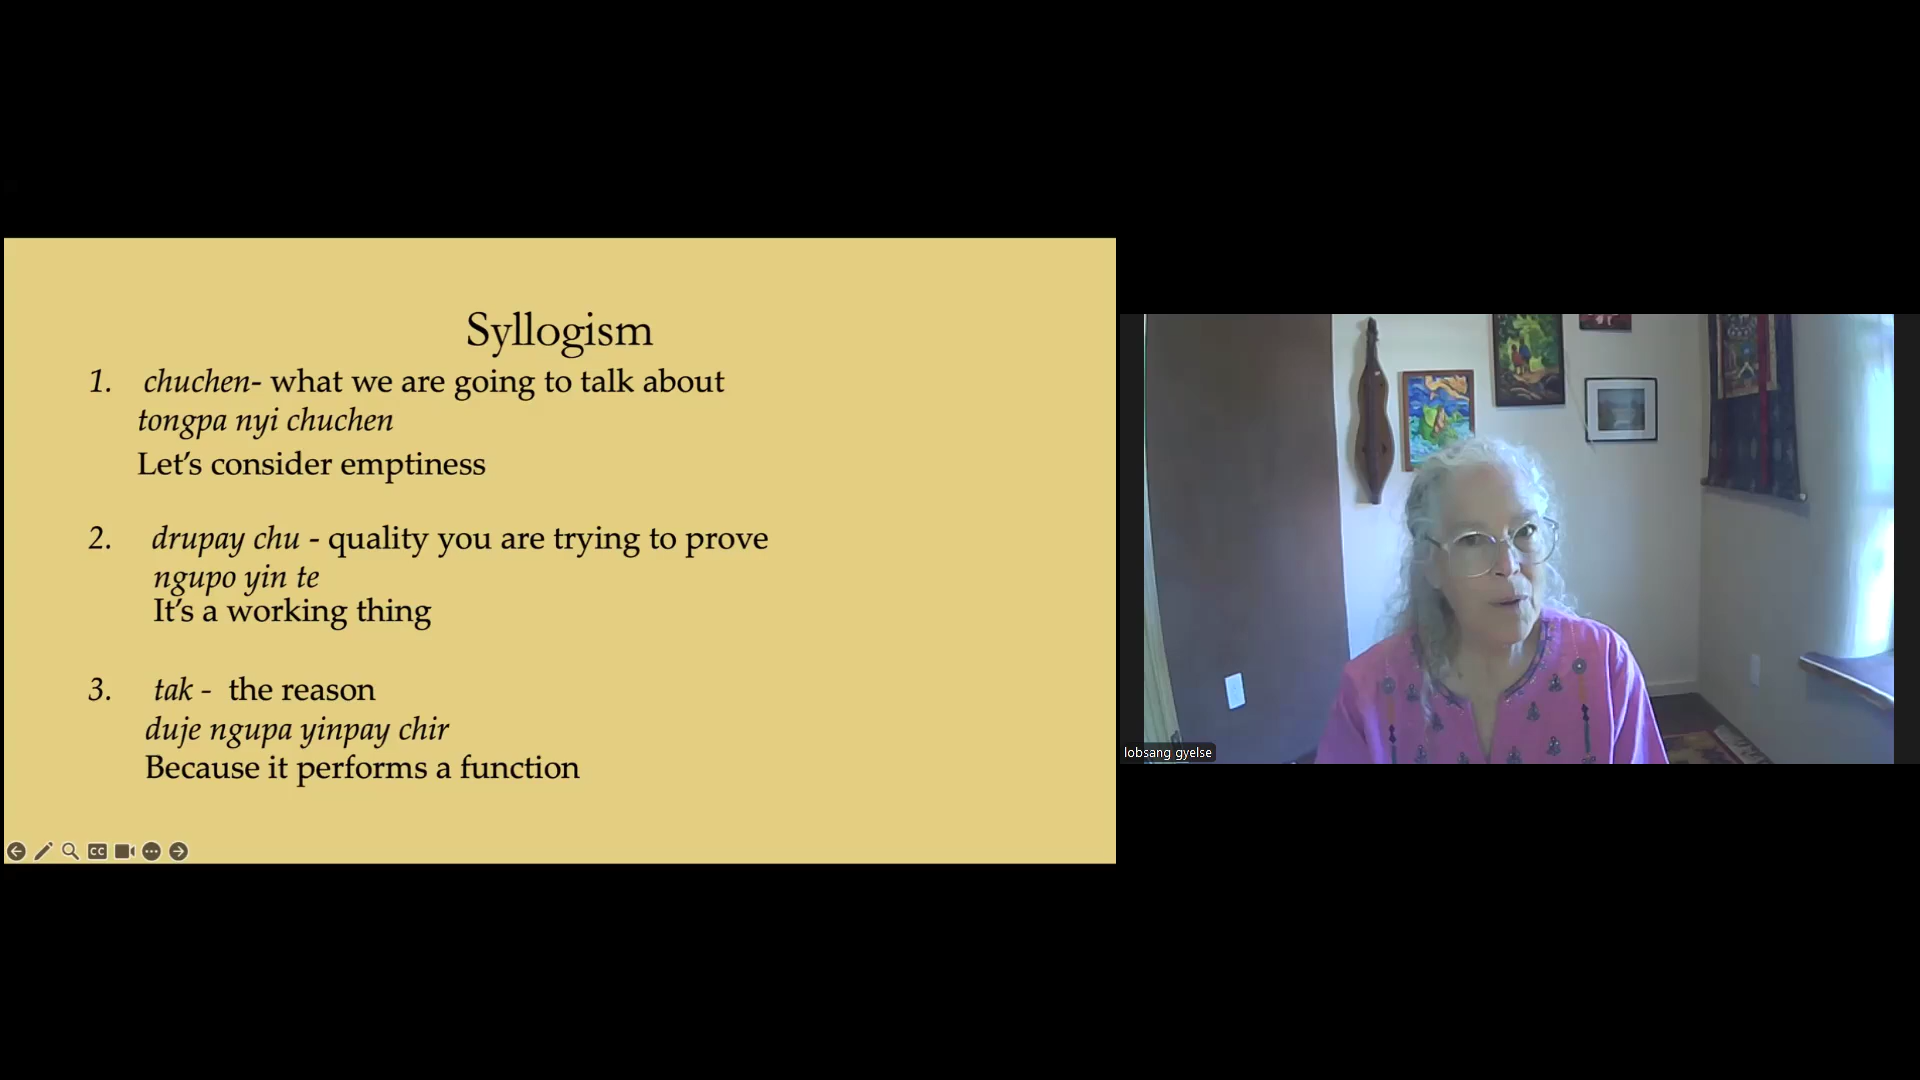 Syllogism
1. chuchen- what we are going to talk about
tongpa nyi chuchen
Let's consider emptiness
2. drupay chu - quality you are trying to prove
ngupo yin te
It's a working thing
3. tak - the reason
duje ngupa yinpay chir
Because it performs a function
CC
lobsang gyelse